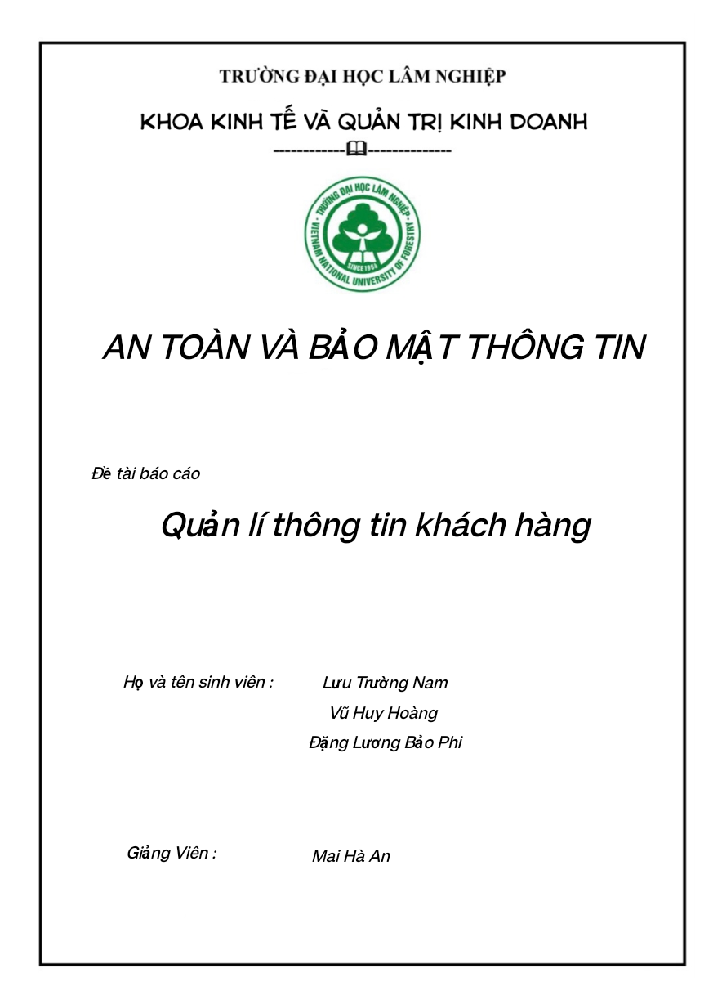 TRƯỜNG ĐẠI HỌC LÂM NGHIỆP
KHOA KINH TẾ VÀ QUẢN TRỊ KINH DOANH
TRƯỜNG ĐẠI HỌC LÂM NGHIỆP
VIETNAM NATIONAL UNIVERSITY OF FORESTRY
SINCE 1964
AN TOÀN VÀ BẢO MẬT THÔNG TIN
Đề tài báo cáo
Quản lí thông tin khách hàng
Họ và tên sinh viên : Lưu Trường Nam
Vũ Huy Hoàng
Đặng Lương Bảo Phi
Giảng Viên : Mai Hà An